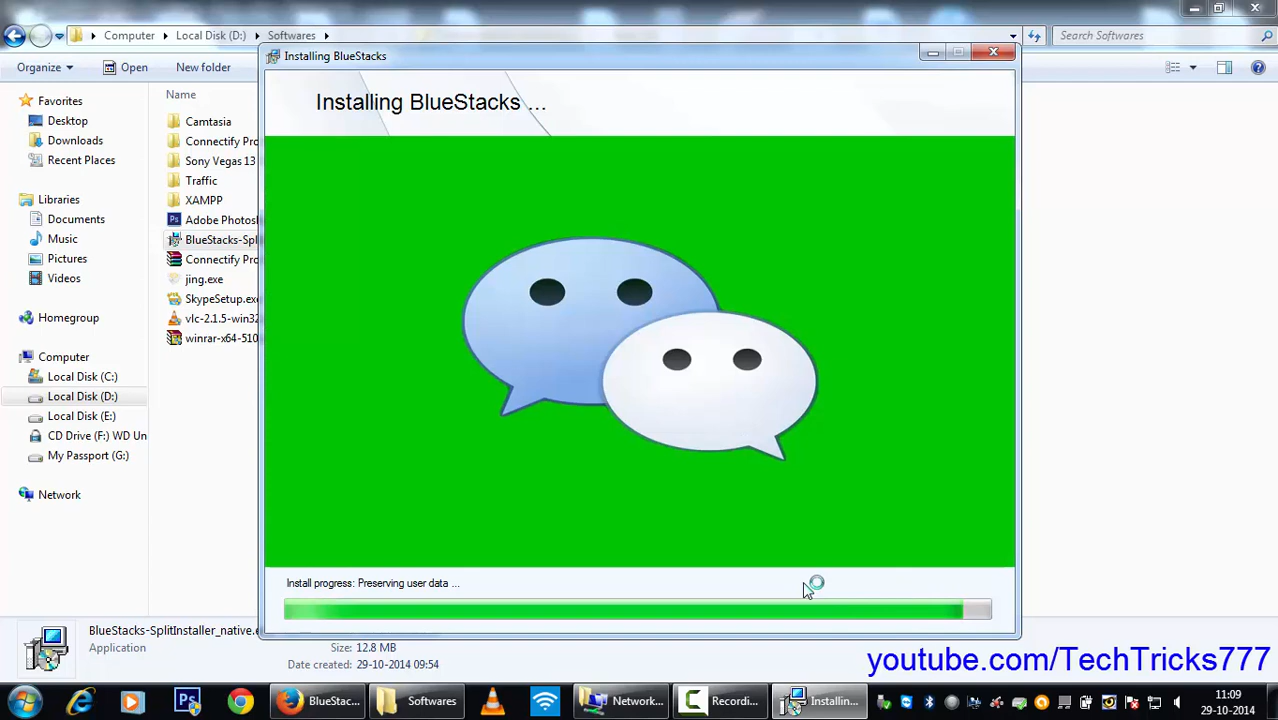 Computer
Local Disk (D:)
Softwares
Search Softwares
Organize
Open
New folder
Installing BlueStacks
Installing BlueStacks ...
Name
Favorites
Desktop
Downloads
Recent Places
Libraries
Documents
Music
Pictures
Videos
Homegroup
Computer
Local Disk (C:)
Local Disk (D:)
Local Disk (E:)
CD Drive (F:) WD Un
My Passport (G:)
Network
Camtasia
Connectify Pro
Sony Vegas 13
Traffic
XAMPP
Adobe Photosh
BlueStacks-Spl
Connectify Pro
jing.exe
SkypeSetup.exe
vlc-2.1.5-win32
winrar-x64-510
Install progress: Preserving user data ...
BlueStacks-SplitInstaller_native.e
Application
Size: 12.8 MB
Date created: 29-10-2014 09:54
youtube.com/TechTricks777
BlueStac...
Softwares
Network...
Recordi...
Installin...
11:09
29-10-2014